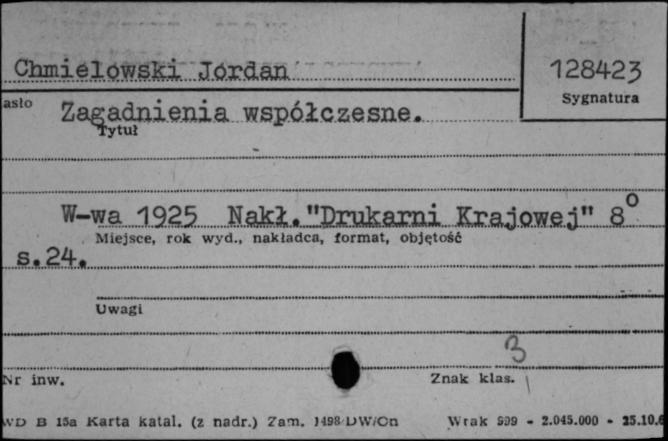 Chmielowski Jordan
128423
Sygnatura
asło
Zagadnienia współczesne.
Tytuł
W-wa 1925 Nakł."Drukarni Krajowej" 8°
Miejsce, rok wyd., nakładca, format, objętość
s.24.
Uwagi
3
Nr inw.
Znak klas.
WD B 15a Karta katal. (z nadr.) Zam. 1498/DW/On
Wrak 999 - 2.045.000 - 25.10.6